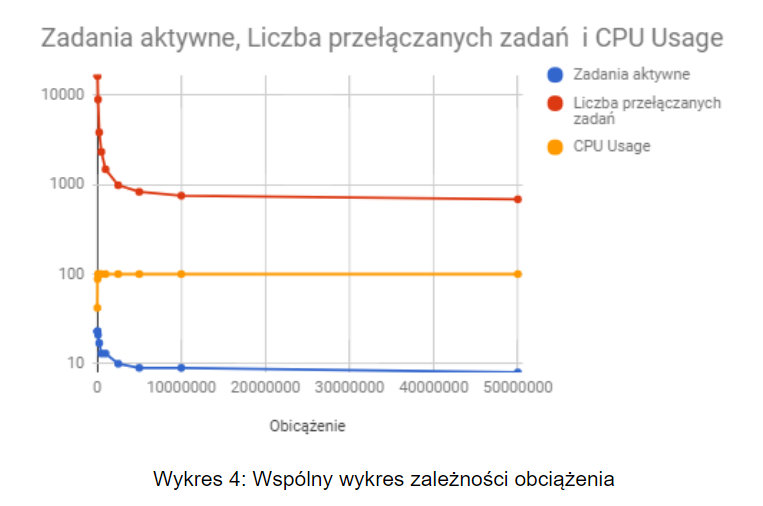 Zadania aktywne, Liczba przełączanych zadań i CPU Usage
Zadania aktywne
Liczba przełączanych
zadań
CPU Usage
10000
1000
100
10
0 10000000 20000000 30000000 40000000 50000000
Obicążenie
Wykres 4: Wspólny wykres zależności obciążenia